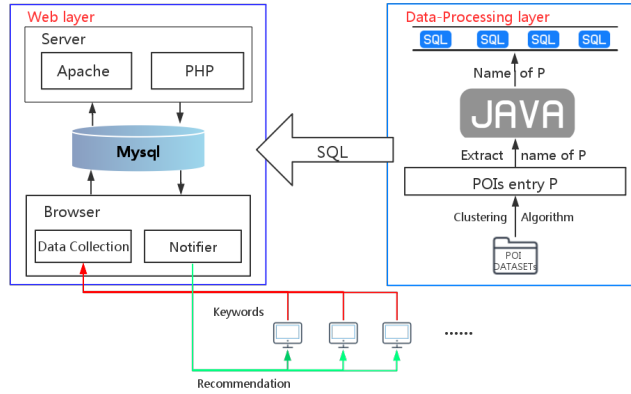 Web layer
Server
Apache
PHP
Mysql
Browser
Data Collection
Notifier
SQL
Data-Processing layer
SQL SQL SQL SQL
Name of P
JAVA
Extract name of P
POIs entry P
Clustering Algorithm
POI
DATASETs
Keywords
Recommendation
......